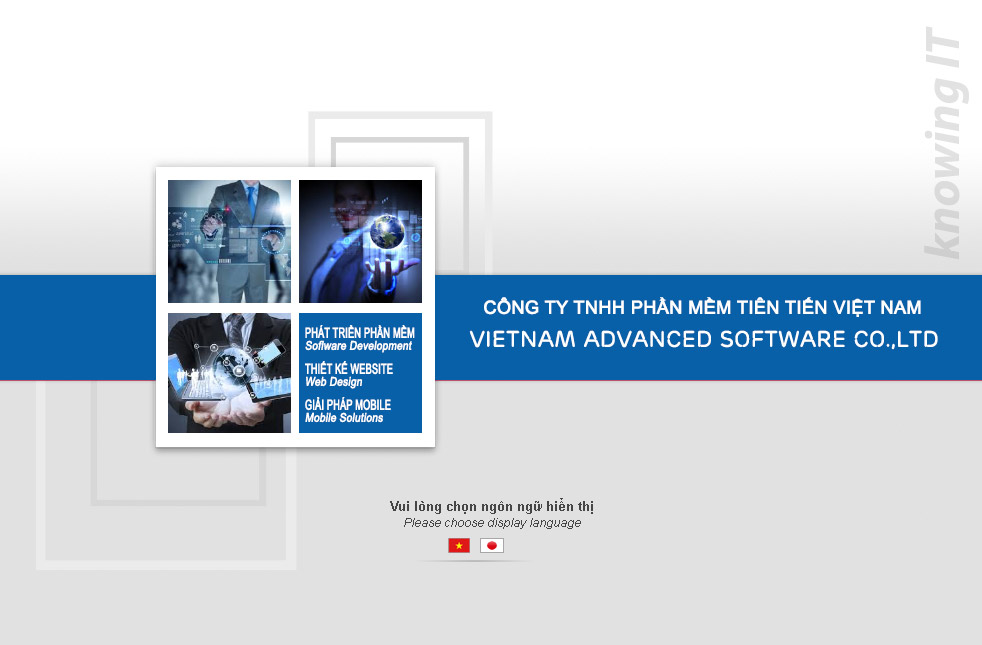 knowing IT
CÔNG TY TNHH PHẦN MỀM TIÊN TIẾN VIỆT NAM
VIETNAM ADVANCED SOFTWARE CO.,LTD
PHÁT TRIỂN PHẦN MỀM
Software Development
THIẾT KẾ WEBSITE
Web Design
GIẢI PHÁP MOBILE
Mobile Solutions
Vui lòng chọn ngôn ngữ hiển thị
Please choose display language